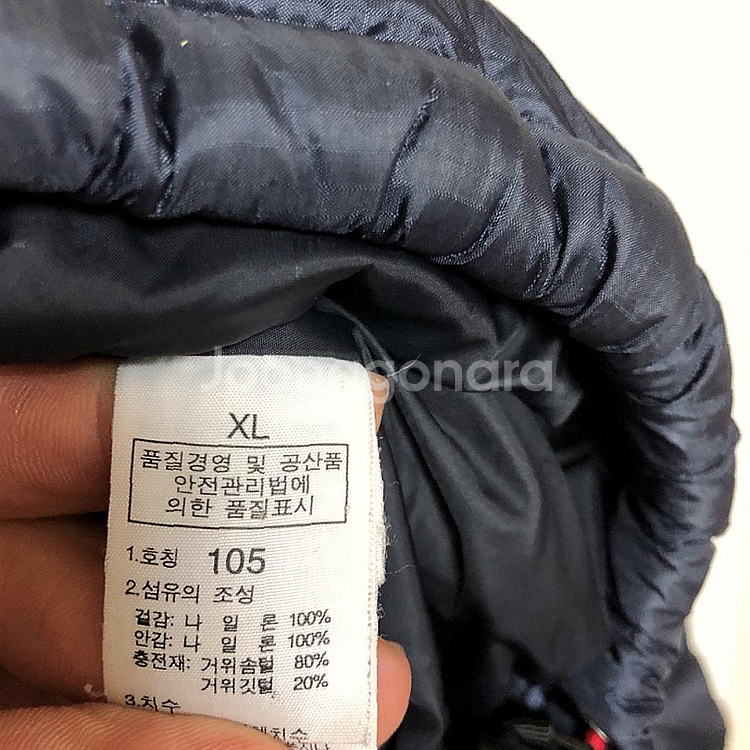 Joonggonara
XL
품질경영 및 공산품
안전관리법에
의한 품질표시
1.호칭 105
2.섬유의 조성
겉감: 나 일 론 100%
안감: 나 일 론 100%
충전재: 거위솜털 80%
거위깃털 20%
3.치수